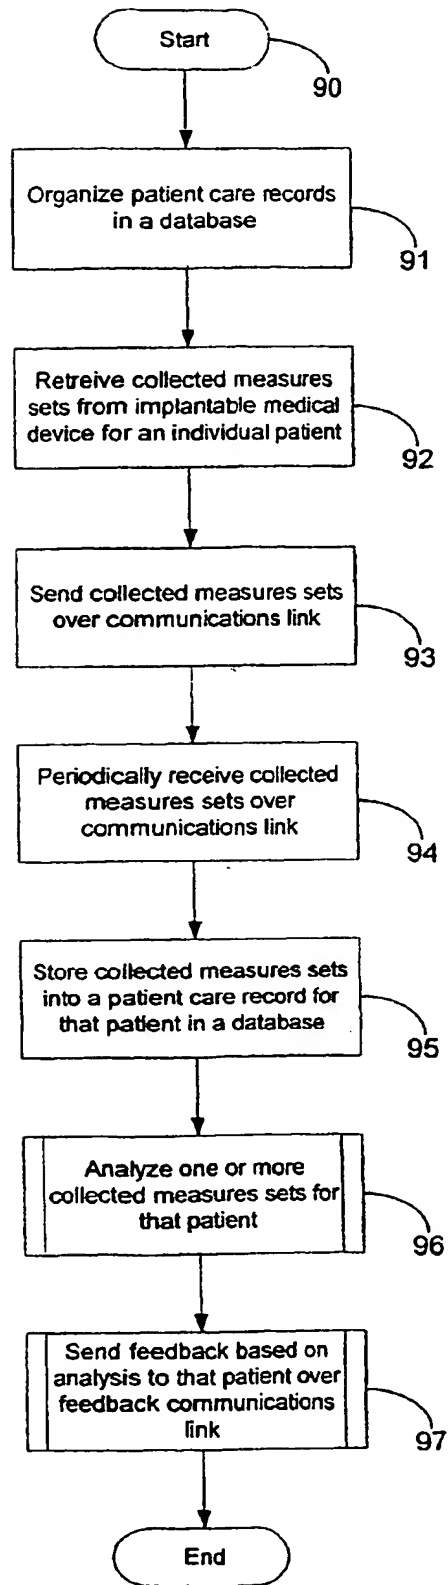 Start
90
Organize patient care records
in a database
91
Retreive collected measures
sets from implantable medical
device for an individual patient
92
Send collected measures sets
over communications link
93
Periodically receive collected
measures sets over
communications link
94
Store collected measures sets
into a patient care record for
that patient in a database
95
Analyze one or more
collected measures sets for
that patient
96
Send feedback based on
analysis to that patient over
feedback communications
link
97
End